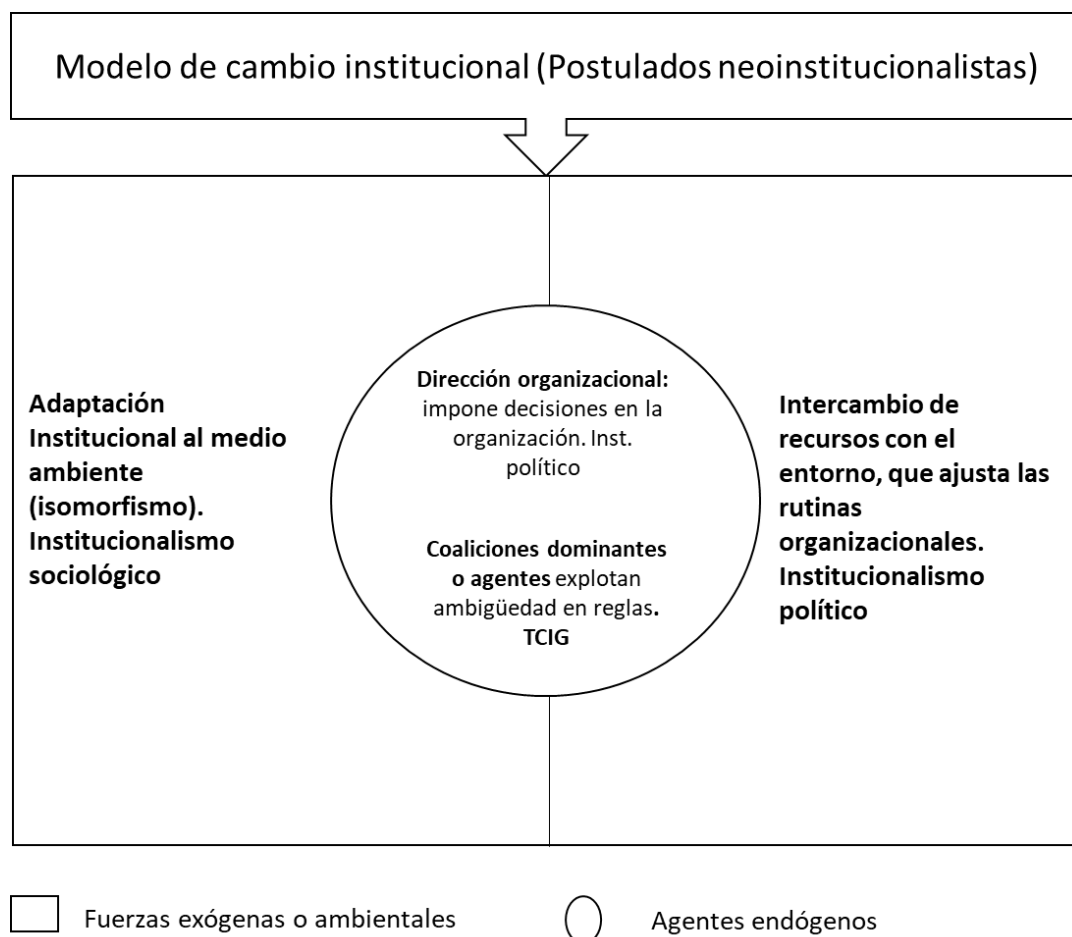 Modelo de cambio institucional (Postulados neoinstitucionalistas)
Adaptación
Institucional al medio
ambiente
(isomorfismo).
Institucionalismo
sociológico
Dirección organizacional:
impone decisiones en la
organización. Inst.
político
Coaliciones dominantes
o agentes explotan
ambigüedad en reglas.
TCIG
Intercambio de
recursos con el
entorno, que ajusta las
rutinas
organizacionales.
Institucionalismo
político
Fuerzas exógenas o ambientales
Agentes endógenos